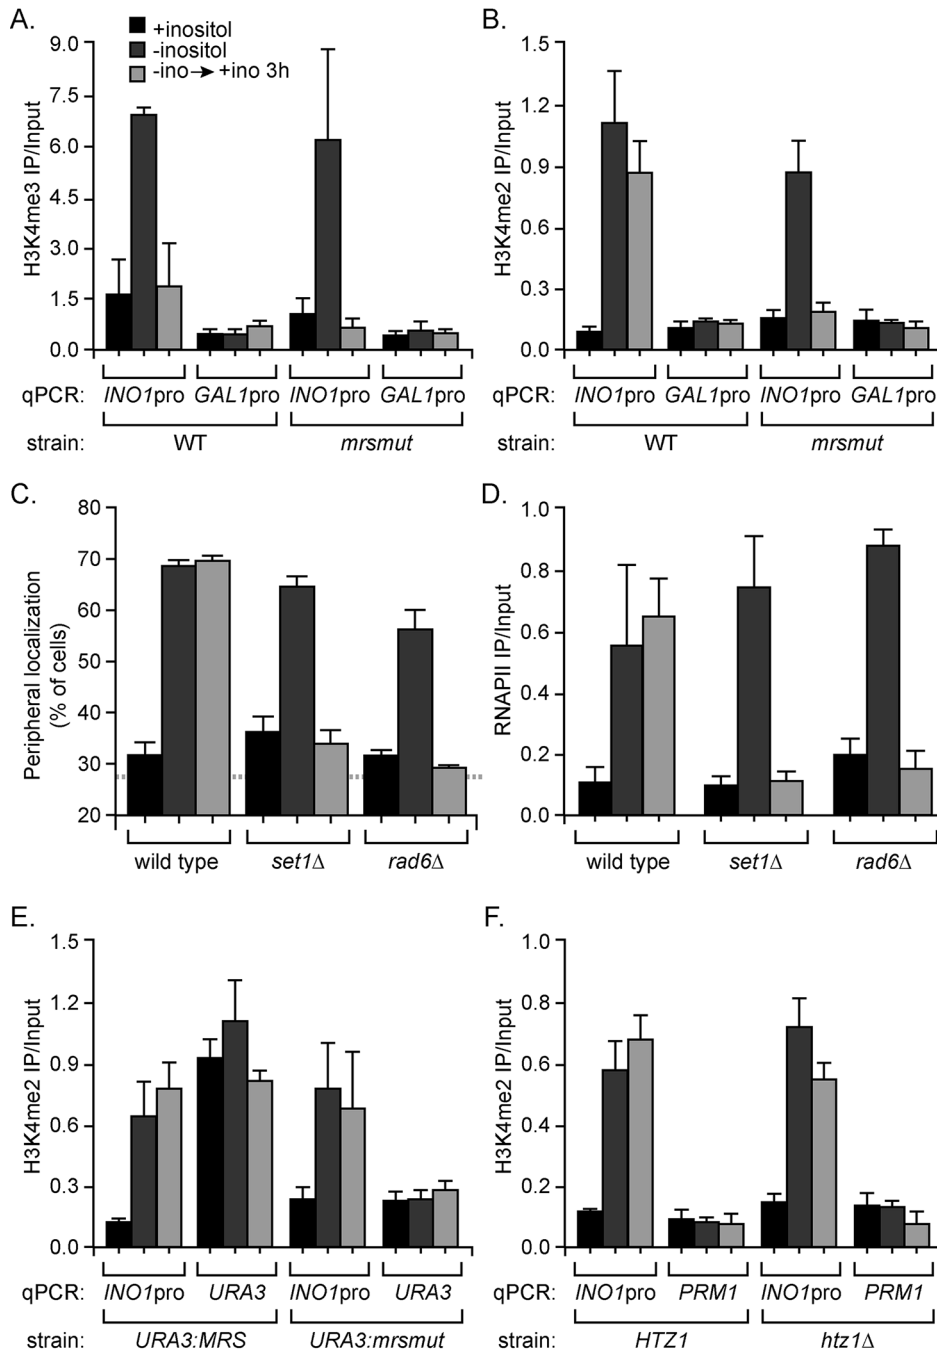 A.
+inositol
-inositol
-ino→ +ino 3h
H3K4me3 IP/Input
9.0
7.5
6.0
4.5
3.0
1.5
0.0
qPCR: INO1pro GAL1pro INO1pro GAL1pro
strain: WT mrsmut
B.
H3K4me2 IP/Input
1.5
1.2
0.9
0.6
0.3
0.0
qPCR: INO1pro GAL1pro INO1pro GAL1pro
strain: WT mrsmut
C.
Peripheral localization
(% of cells)
80
70
60
50
40
30
20
wild type set1Δ rad6Δ
D.
RNAPII IP/Input
1.0
0.8
0.6
0.4
0.2
0.0
wild type set1Δ rad6Δ
E.
H3K4me2 IP/Input
1.5
1.2
0.9
0.6
0.3
0.0
qPCR: INO1pro URA3 INO1pro URA3
strain: URA3:MRS URA3:mrsmut
F.
H3K4me2 IP/Input
1.0
0.8
0.6
0.4
0.2
0.0
qPCR: INO1pro PRM1 INO1pro PRM1
strain: HTZ1 htz1Δ